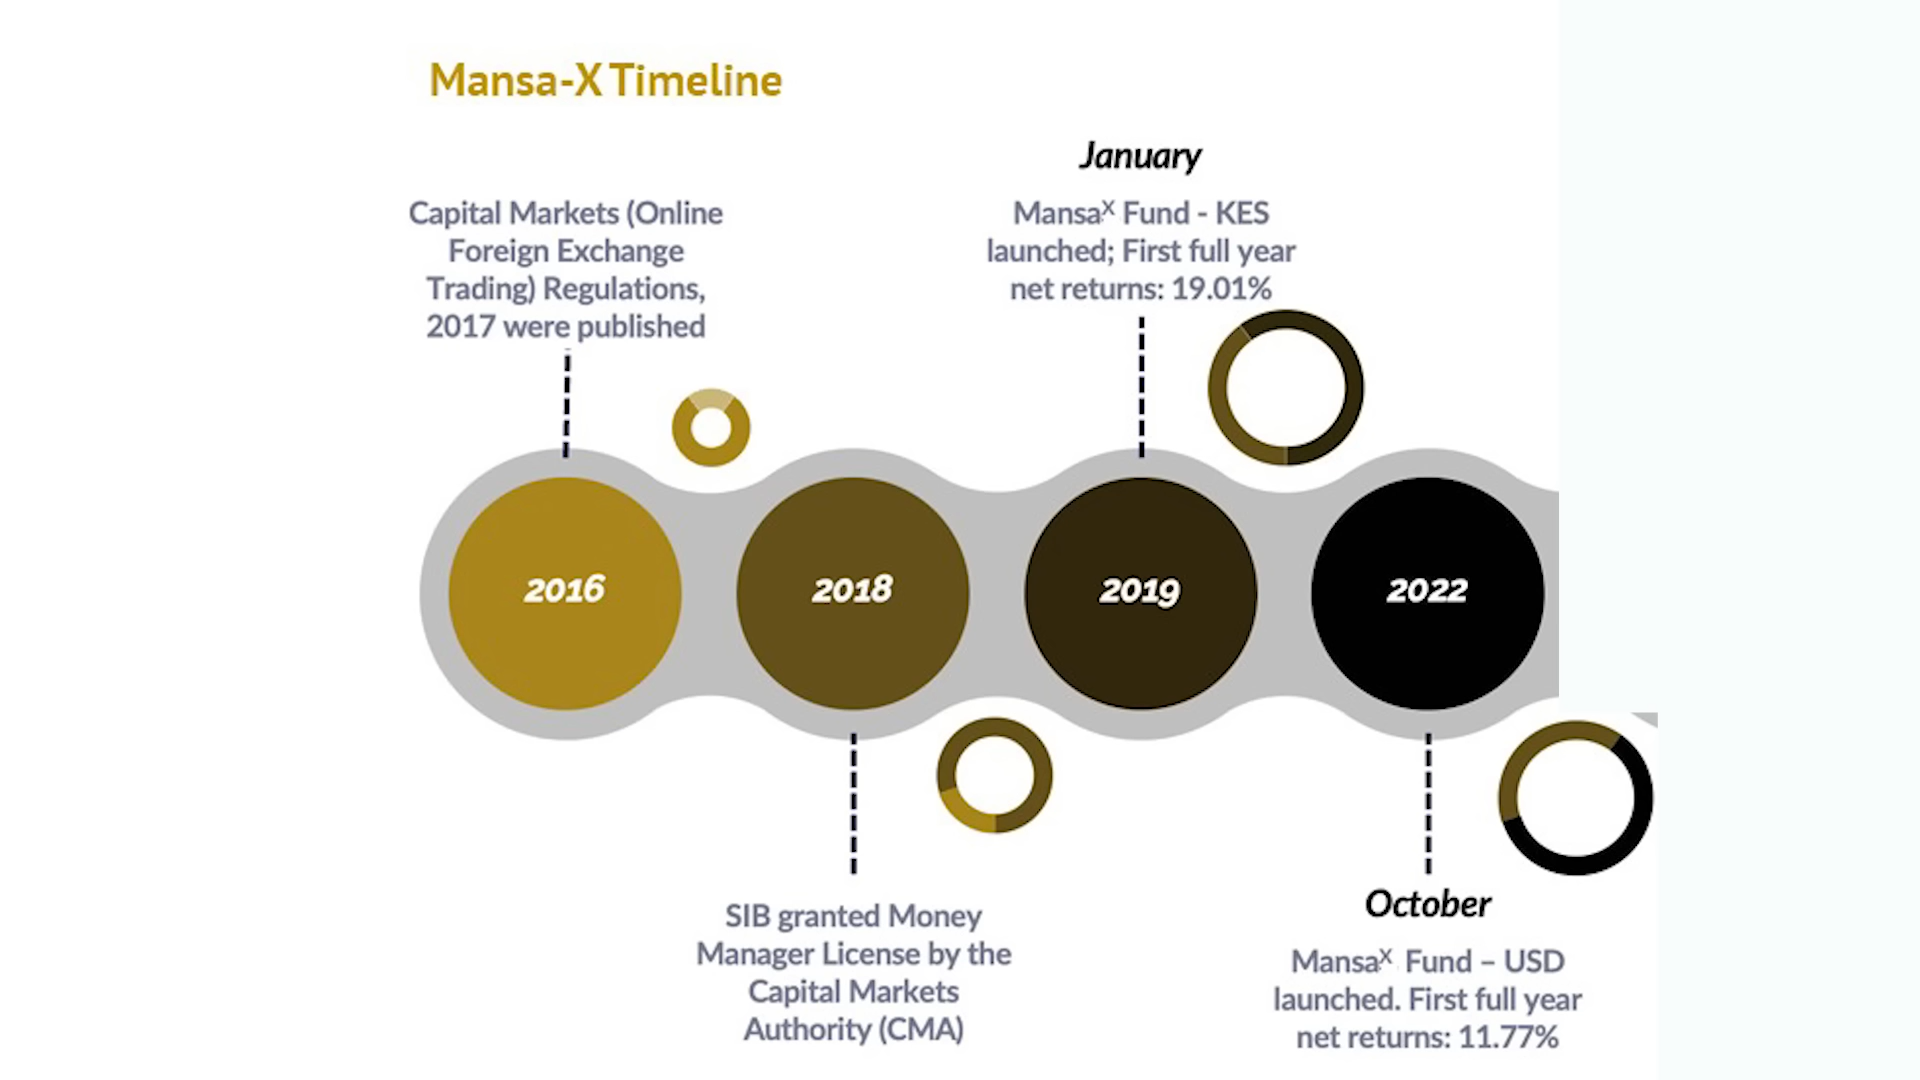 Mansa-X Timeline
Capital Markets (Online
Foreign Exchange
Trading) Regulations,
2017 were published
January
Mansaˣ Fund - KES
launched; First full year
net returns: 19.01%
2016
2018
2019
2022
SIB granted Money
Manager License by the
Capital Markets
Authority (CMA)
October
Mansaˣ Fund – USD
launched. First full year
net returns: 11.77%